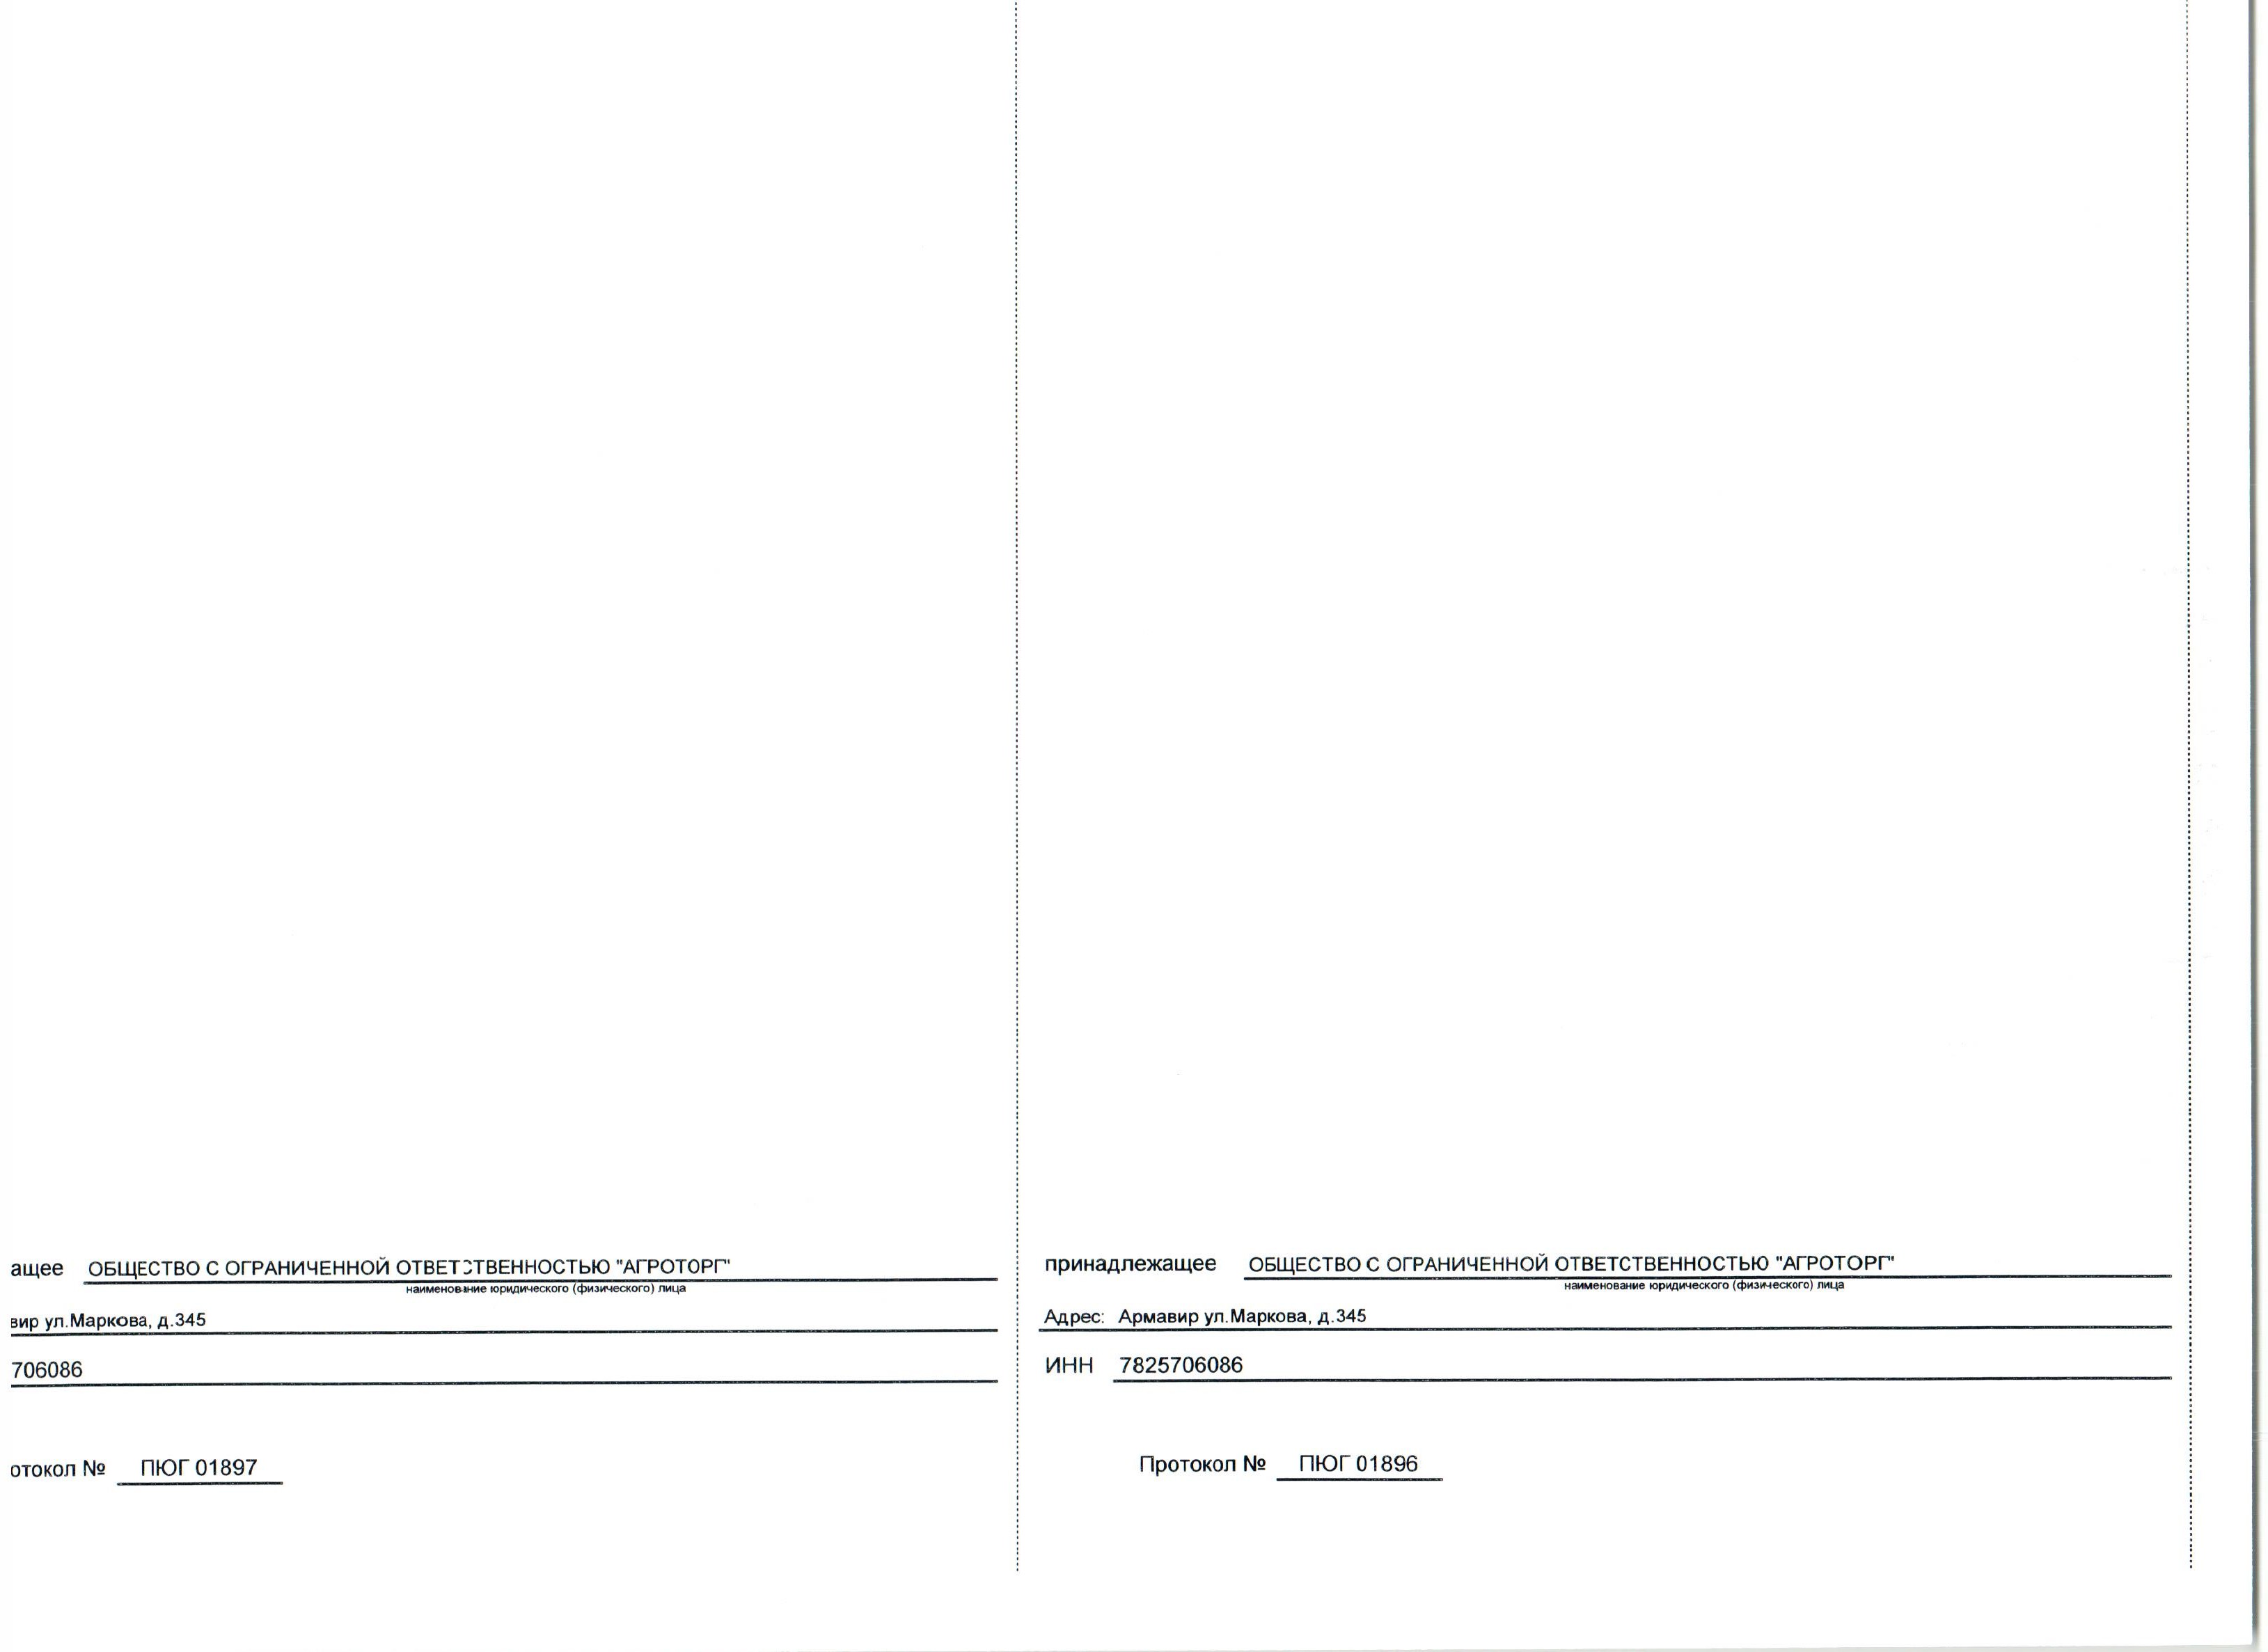 ащее ОБЩЕСТВО С ОГРАНИЧЕННОЙ ОТВЕТСТВЕННОСТЬЮ "АГРОТОРГ"
наименование юридического (физического) лица
вир ул.Маркова, д.345
706086
отокол № ПЮГ 01897
принадлежащее ОБЩЕСТВО С ОГРАНИЧЕННОЙ ОТВЕТСТВЕННОСТЬЮ "АГРОТОРГ"
наименование юридического (физического) лица
Адрес: Армавир ул.Маркова, д.345
ИНН 7825706086
Протокол № ПЮГ 01896